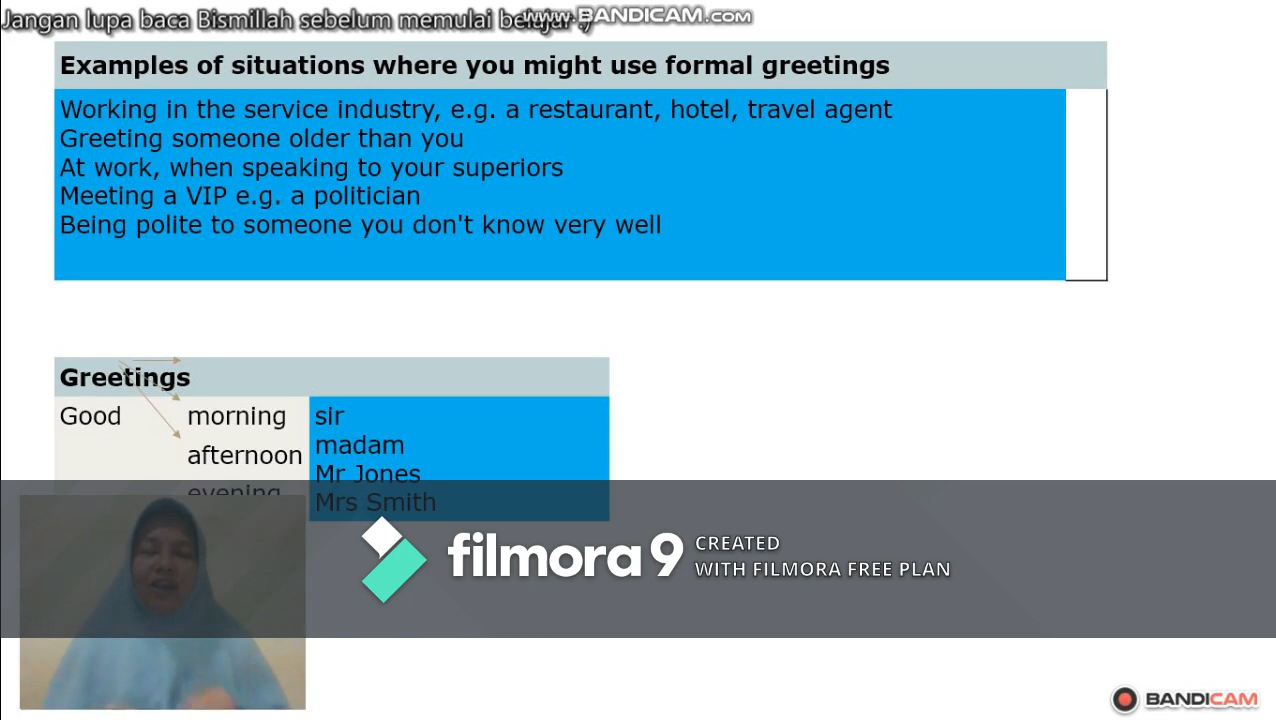 Jangan lupa baca Bismillah sebelum memulai belajar :)
www.BANDICAM.com
Examples of situations where you might use formal greetings
Working in the service industry, e.g. a restaurant, hotel, travel agent
Greeting someone older than you
At work, when speaking to your superiors
Meeting a VIP e.g. a politician
Being polite to someone you don't know very well
Greetings
Good morning sir
madam
afternoon
Mr Jones
evening
Mrs Smith
filmora9 CREATED
WITH FILMORA FREE PLAN
BANDICAM